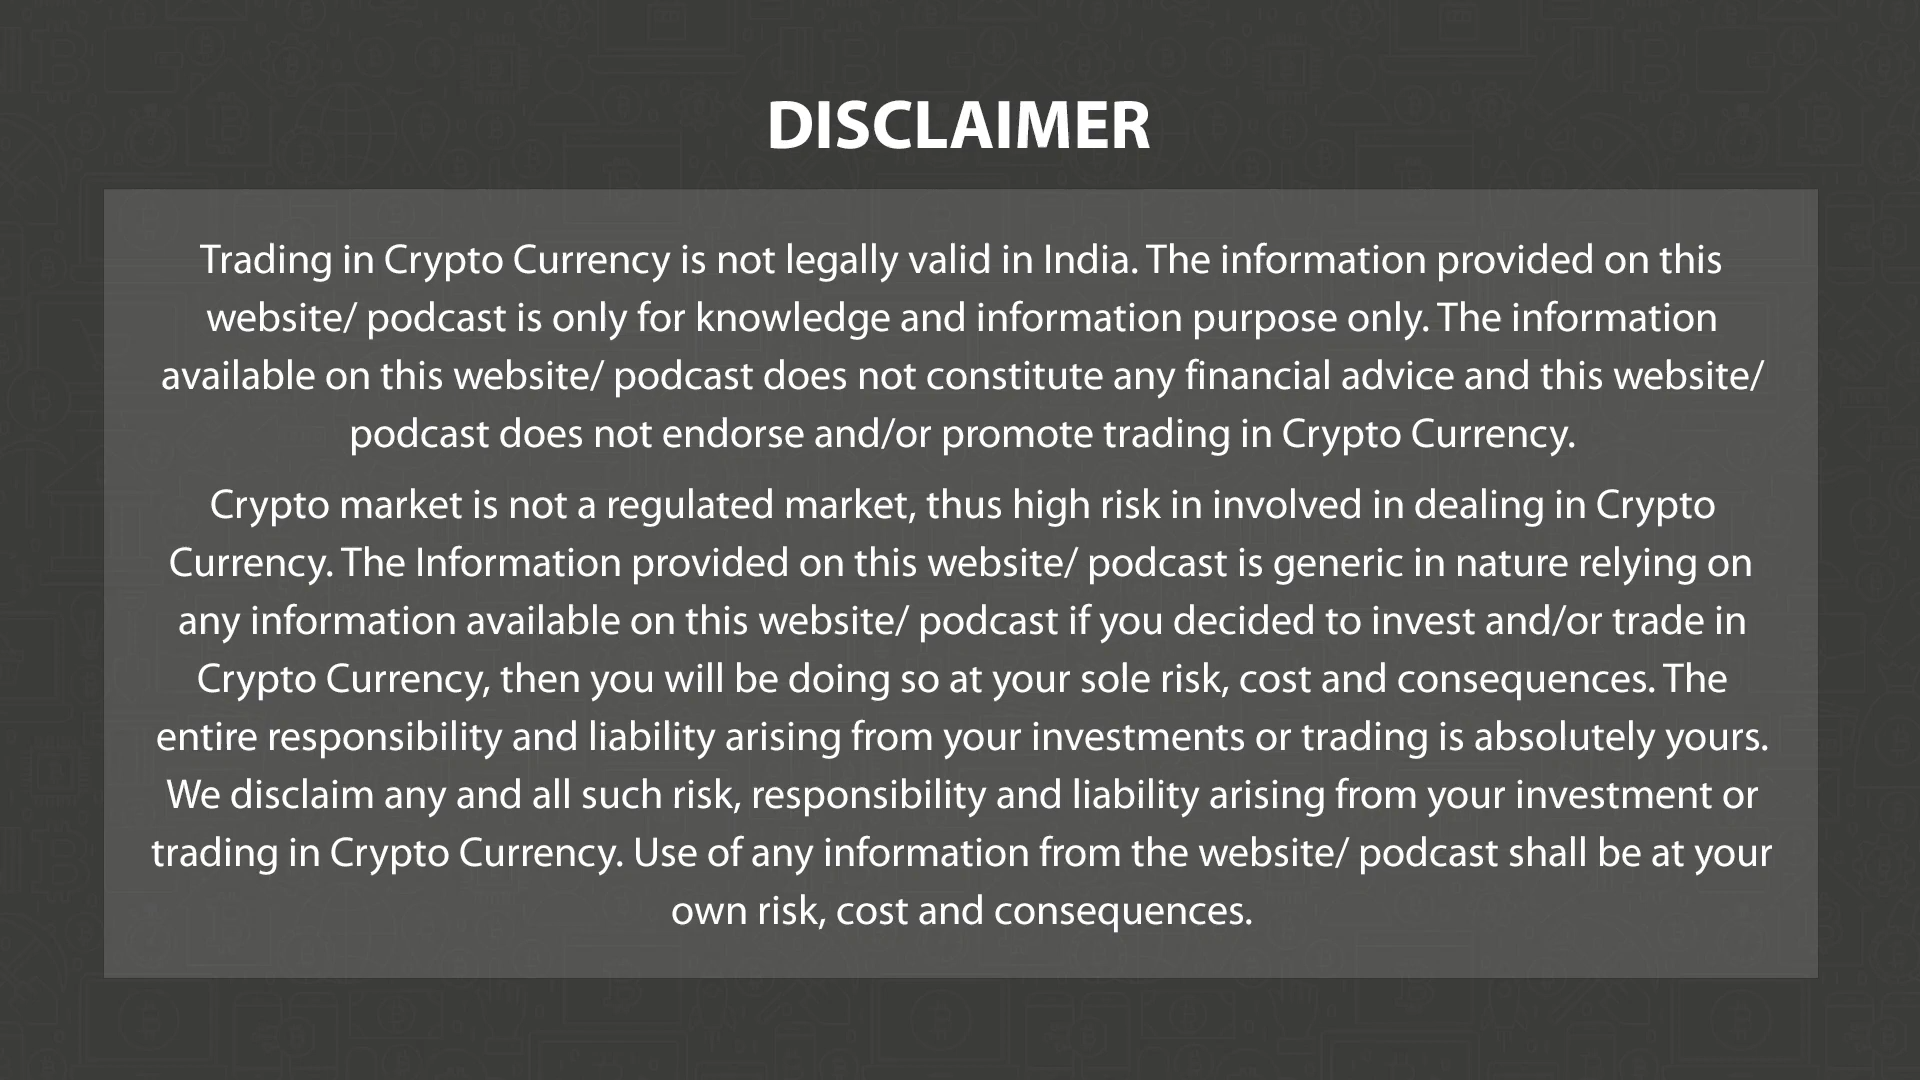 DISCLAIMER
Trading in Crypto Currency is not legally valid in India. The information provided on this
website/ podcast is only for knowledge and information purpose only. The information
available on this website/ podcast does not constitute any financial advice and this website/
podcast does not endorse and/or promote trading in Crypto Currency.
Crypto market is not a regulated market, thus high risk in involved in dealing in Crypto
Currency. The Information provided on this website/ podcast is generic in nature relying on
any information available on this website/ podcast if you decided to invest and/or trade in
Crypto Currency, then you will be doing so at your sole risk, cost and consequences. The
entire responsibility and liability arising from your investments or trading is absolutely yours.
We disclaim any and all such risk, responsibility and liability arising from your investment or
trading in Crypto Currency. Use of any information from the website/ podcast shall be at your
own risk, cost and consequences.